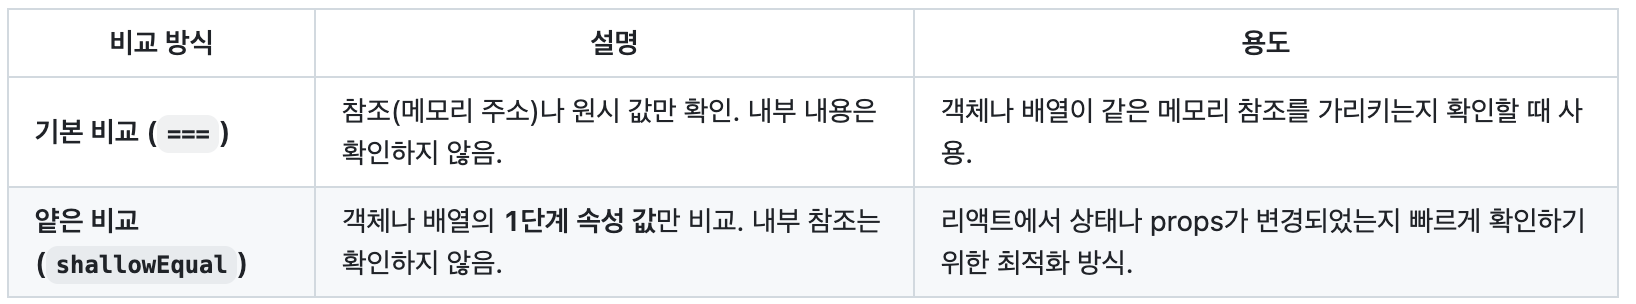 비교 방식
설명
용도
기본 비교 ( === )
참조(메모리 주소)나 원시 값만 확인. 내부 내용은
확인하지 않음.
객체나 배열이 같은 메모리 참조를 가리키는지 확인할 때 사
용.
얕은 비교
( shallowEqual )
객체나 배열의 1단계 속성 값만 비교. 내부 참조는
확인하지 않음.
리액트에서 상태나 props가 변경되었는지 빠르게 확인하기
위한 최적화 방식.